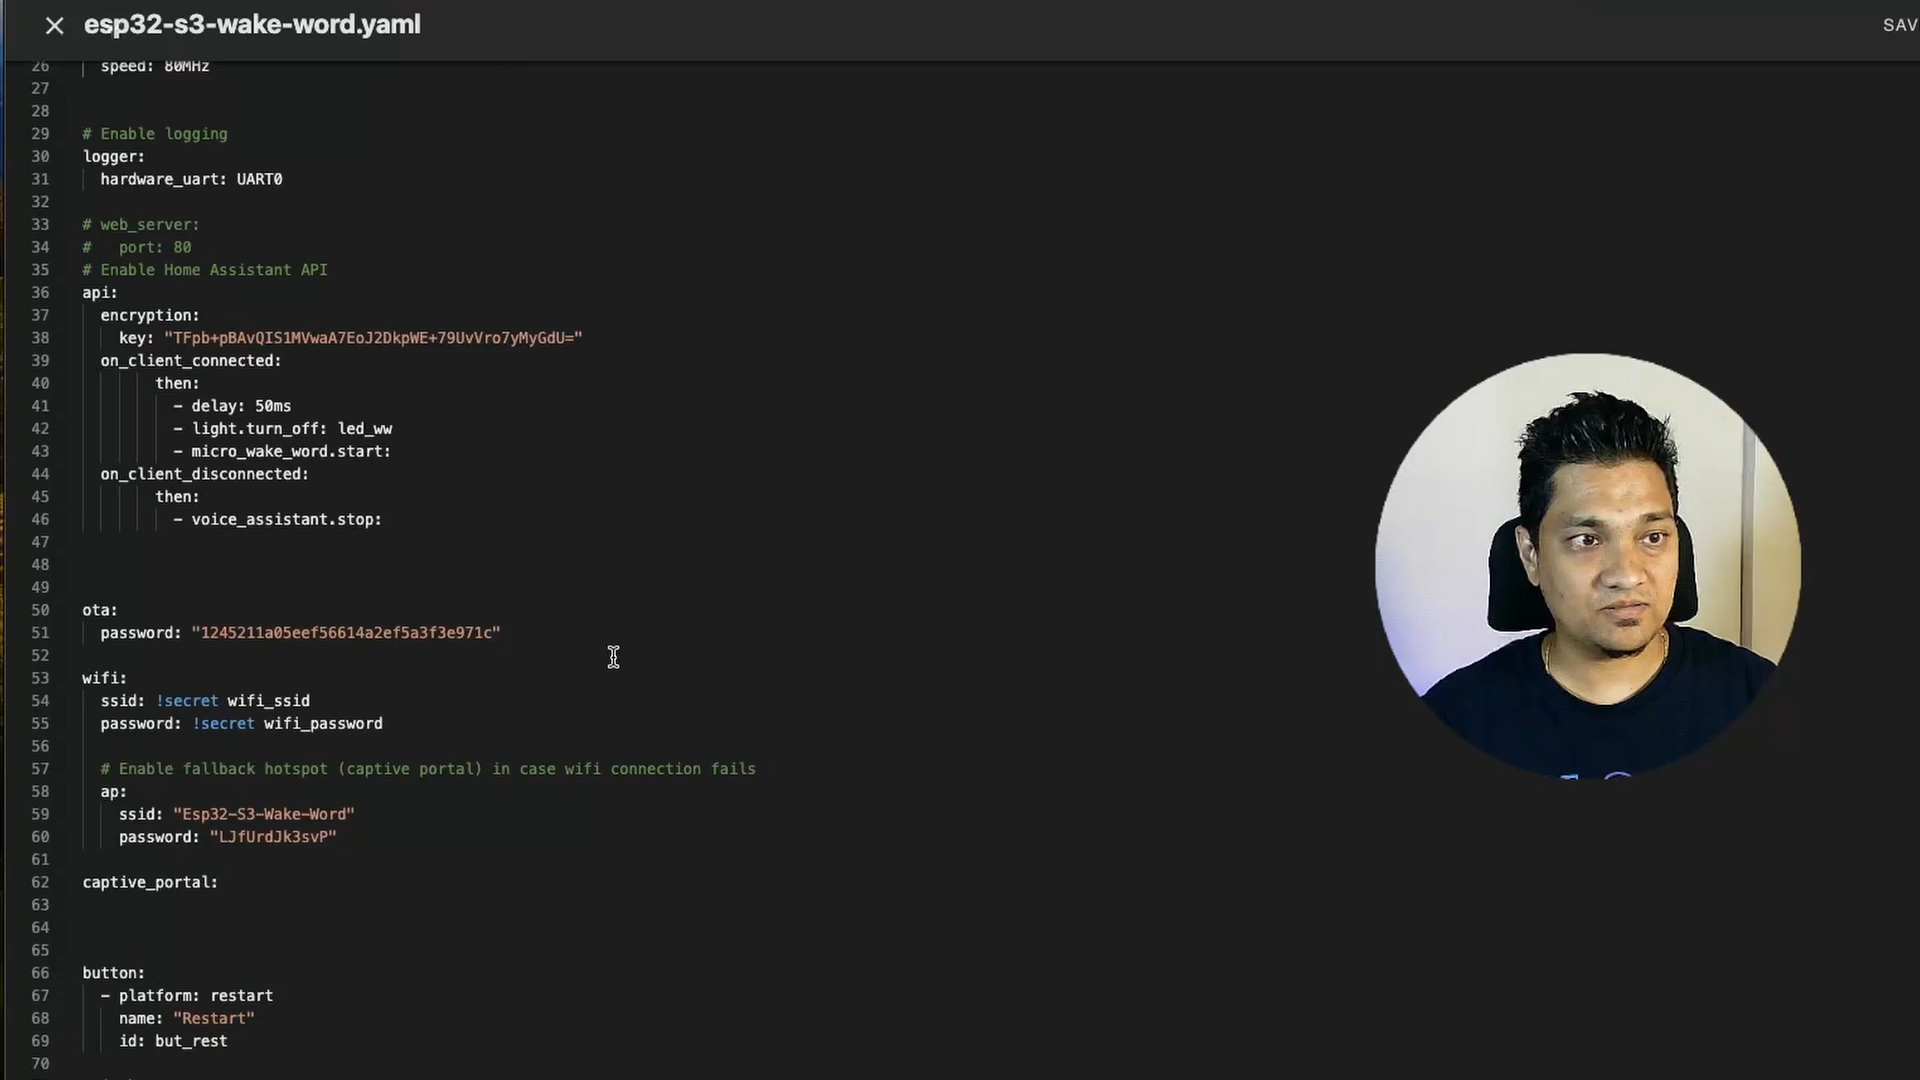 esp32-s3-wake-word.yaml
SAV
26 speed: 80MHz
27
28
29 # Enable logging
30 logger:
31 hardware_uart: UART0
32
33 # web_server:
34 # port: 80
35 # Enable Home Assistant API
36 api:
37 encryption:
38 key: "TFpb+pBAvQIS1MVwaA7EoJ2DkpWE+79UvVro7yMyGdU="
39 on_client_connected:
40 then:
41 - delay: 50ms
42 - light.turn_off: led_ww
43 - micro_wake_word.start:
44 on_client_disconnected:
45 then:
46 - voice_assistant.stop:
47
48
49
50 ota:
51 password: "1245211a05eef56614a2ef5a3f3e971c"
52
53 wifi:
54 ssid: !secret wifi_ssid
55 password: !secret wifi_password
56
57 # Enable fallback hotspot (captive portal) in case wifi connection fails
58 ap:
59 ssid: "Esp32-S3-Wake-Word"
60 password: "LJfUrdJk3svP"
61
62 captive_portal:
63
64
65
66 button:
67 - platform: restart
68 name: "Restart"
69 id: but_rest
70